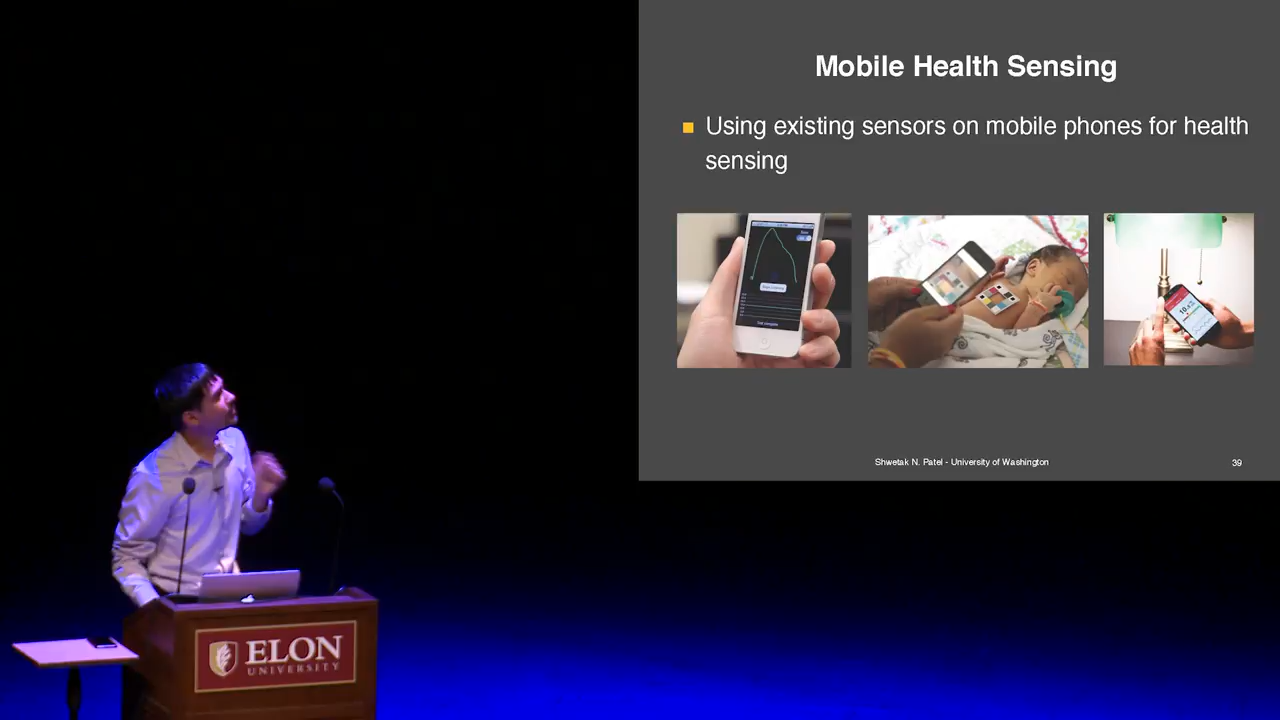 Mobile Health Sensing
Using existing sensors on mobile phones for health
sensing
Shwetak N. Patel - University of Washington
39
ELON
UNIVERSITY